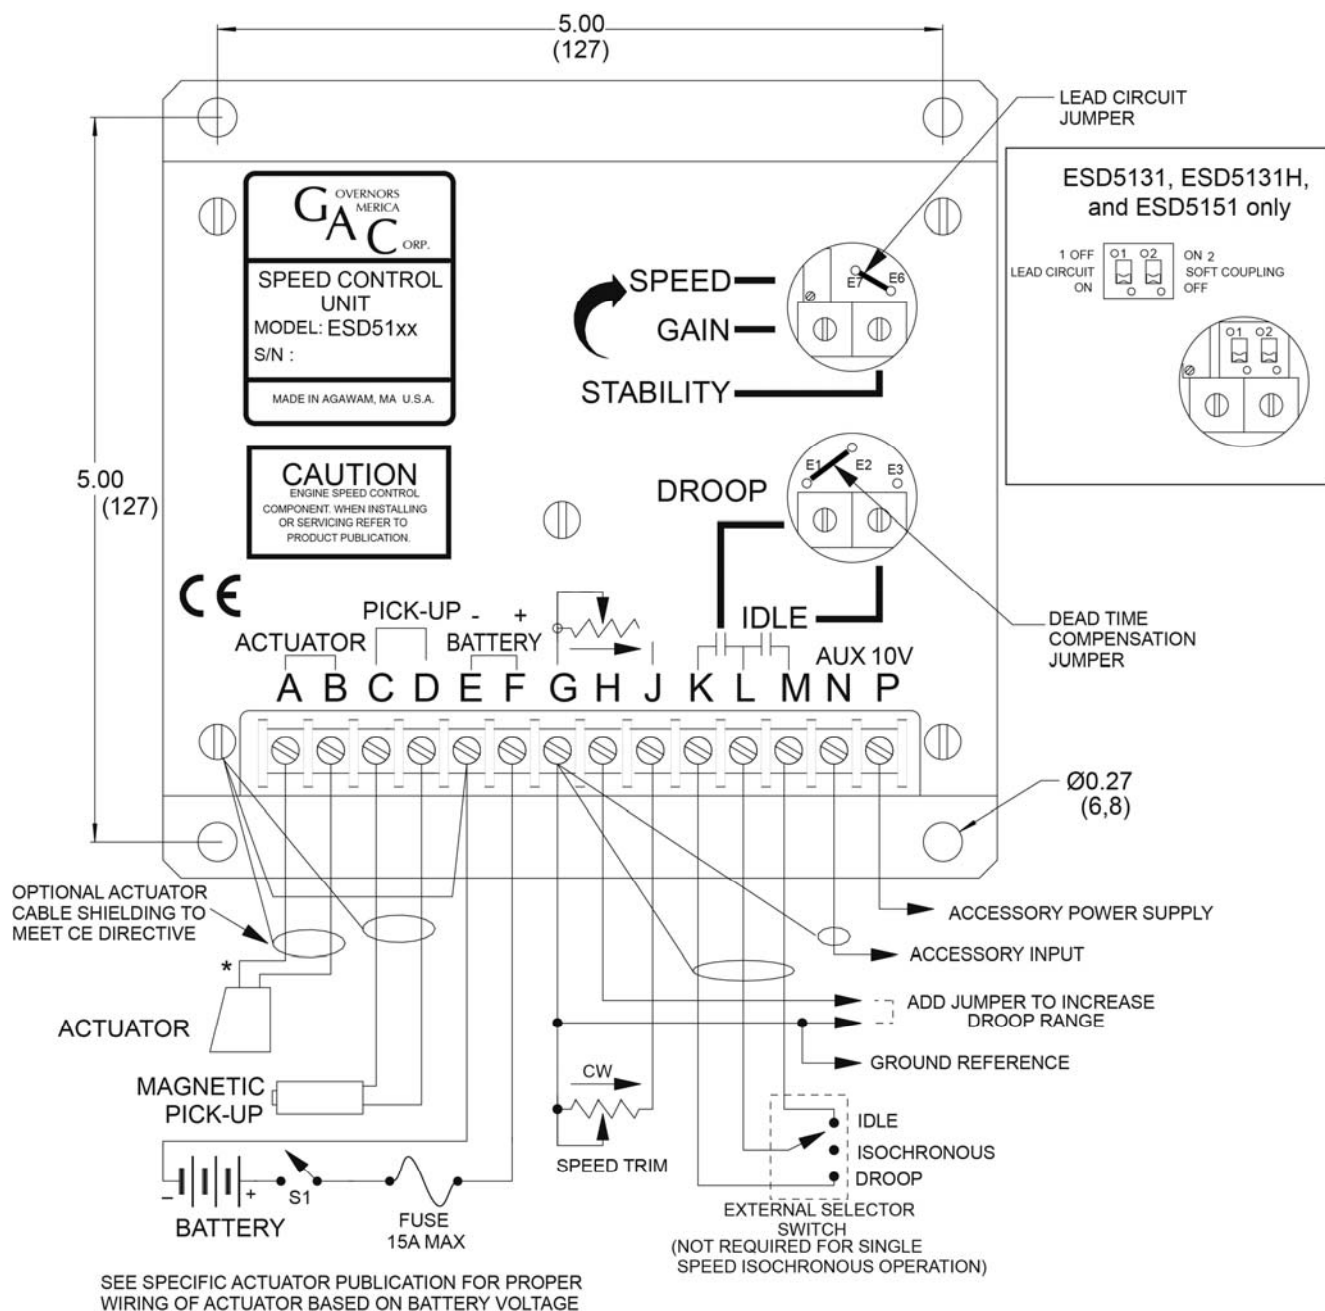 5.00
(127)
LEAD CIRCUIT
JUMPER
ESD5131, ESD5131H,
and ESD5151 only
1 OFF
LEAD CIRCUIT
ON
1 2
ON 2
SOFT COUPLING
OFF
1 2
GOVERNORS
AMERICA
CORP.
SPEED CONTROL
UNIT
MODEL: ESD51xx
S/N :
MADE IN AGAWAM, MA U.S.A.
SPEED
GAIN
STABILITY
E7 E6
CAUTION
ENGINE SPEED CONTROL
COMPONENT. WHEN INSTALLING
OR SERVICING REFER TO
PRODUCT PUBLICATION.
5.00
(127)
DROOP
E1 E2 E3
CE
IDLE
DEAD TIME
COMPENSATION
JUMPER
PICK-UP - +
ACTUATOR BATTERY
AUX 10V
A B C D E F G H J K L M N P
Ø0.27
(6,8)
OPTIONAL ACTUATOR
CABLE SHIELDING TO
MEET CE DIRECTIVE
*
ACTUATOR
MAGNETIC
PICK-UP
- +
BATTERY
S1
FUSE
15A MAX
CW
SPEED TRIM
ACCESSORY POWER SUPPLY
ACCESSORY INPUT
ADD JUMPER TO INCREASE
DROOP RANGE
GROUND REFERENCE
IDLE
ISOCHRONOUS
DROOP
EXTERNAL SELECTOR
SWITCH
(NOT REQUIRED FOR SINGLE
SPEED ISOCHRONOUS OPERATION)
SEE SPECIFIC ACTUATOR PUBLICATION FOR PROPER
WIRING OF ACTUATOR BASED ON BATTERY VOLTAGE